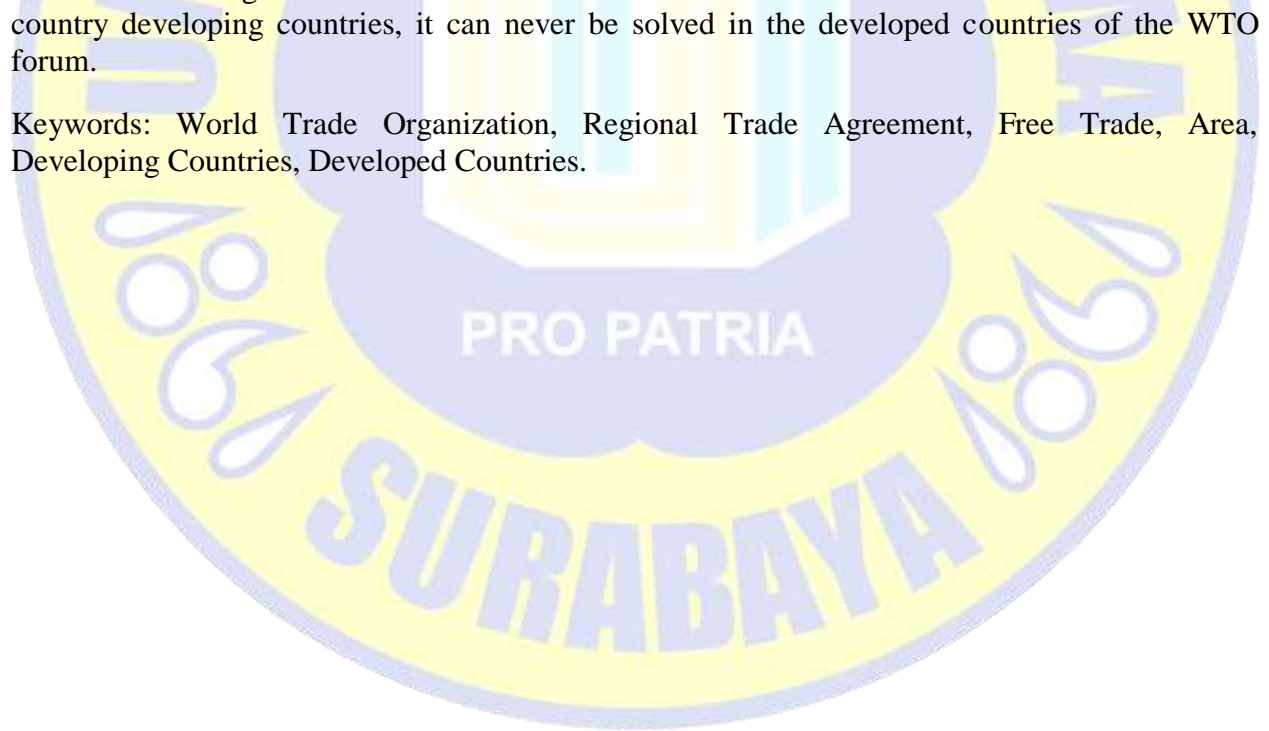 country developing countries, it can never be solved in the developed countries of the WTO
forum.
Keywords: World Trade Organization, Regional Trade Agreement, Free Trade, Area,
Developing Countries, Developed Countries.
PRO PATRIA
SURABAYA